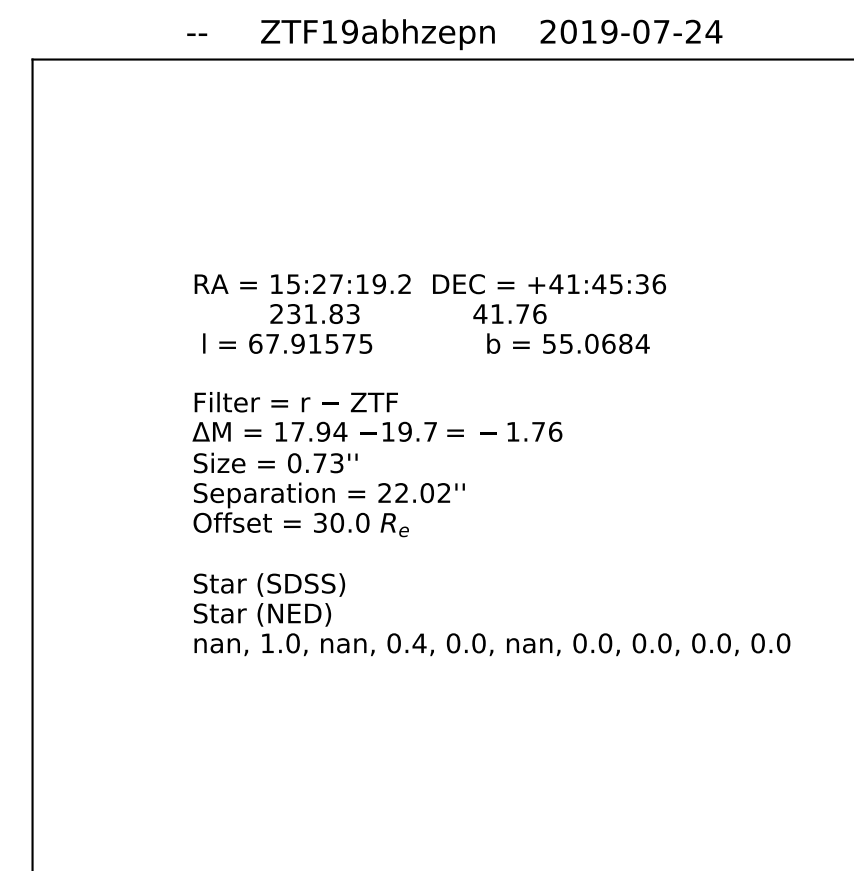 -- ZTF19abhzepn 2019-07-24
RA = 15:27:19.2 DEC = +41:45:36
231.83 41.76
l = 67.91575 b = 55.0684
Filter = r − ZTF
ΔM = 17.94 −19.7 = − 1.76
Size = 0.73''
Separation = 22.02''
Offset = 30.0 Re
Star (SDSS)
Star (NED)
nan, 1.0, nan, 0.4, 0.0, nan, 0.0, 0.0, 0.0, 0.0